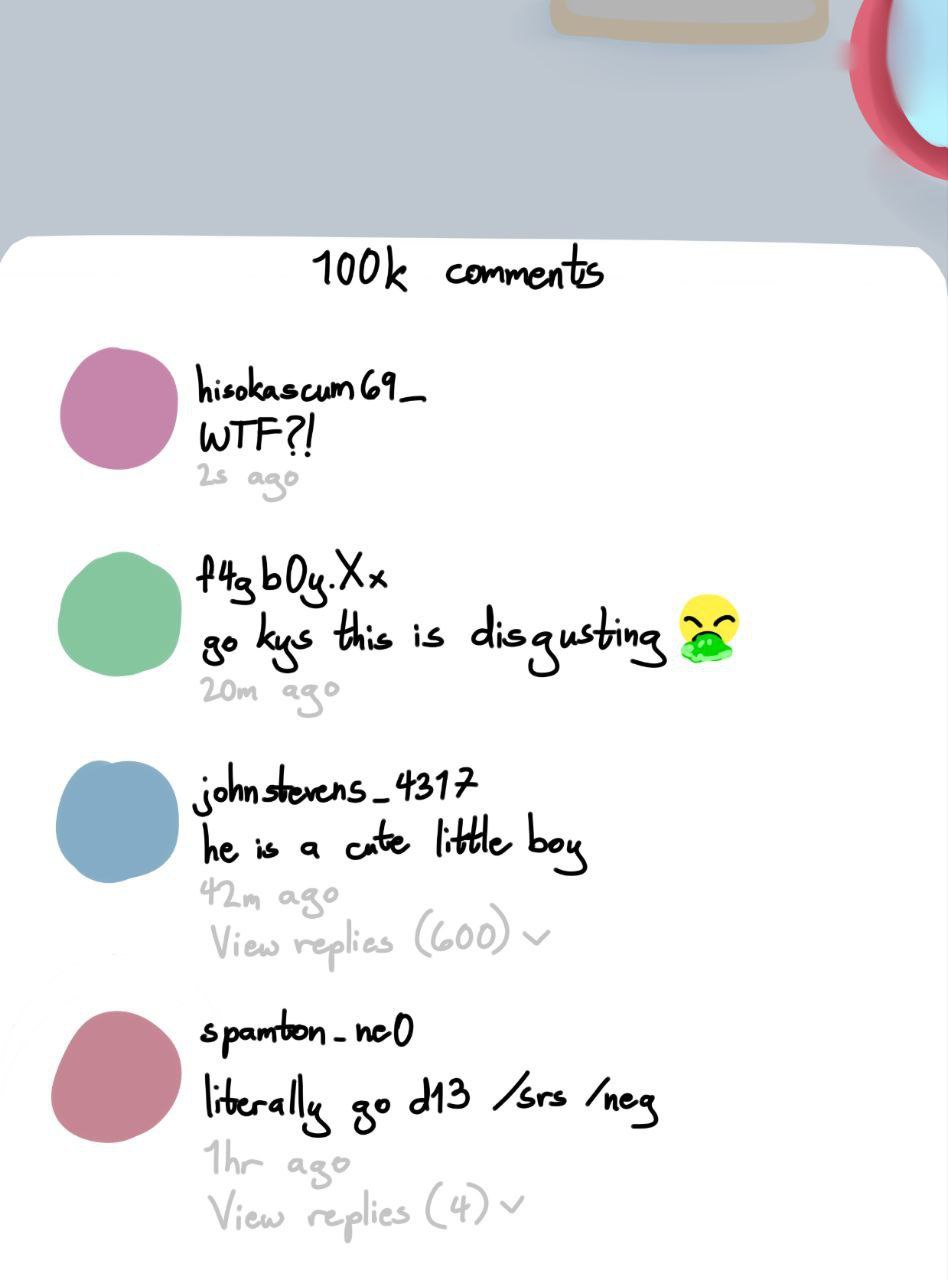 100k comments
hisokascum69_
WTF?!
2s ago
f4gb0y.Xx
go kys this is disgusting
20m ago
johnstevens_4317
he is a cute little boy
42m ago
View replies (600)
spamton_ne0
literally go d13 /srs /neg
1hr ago
View replies (4)